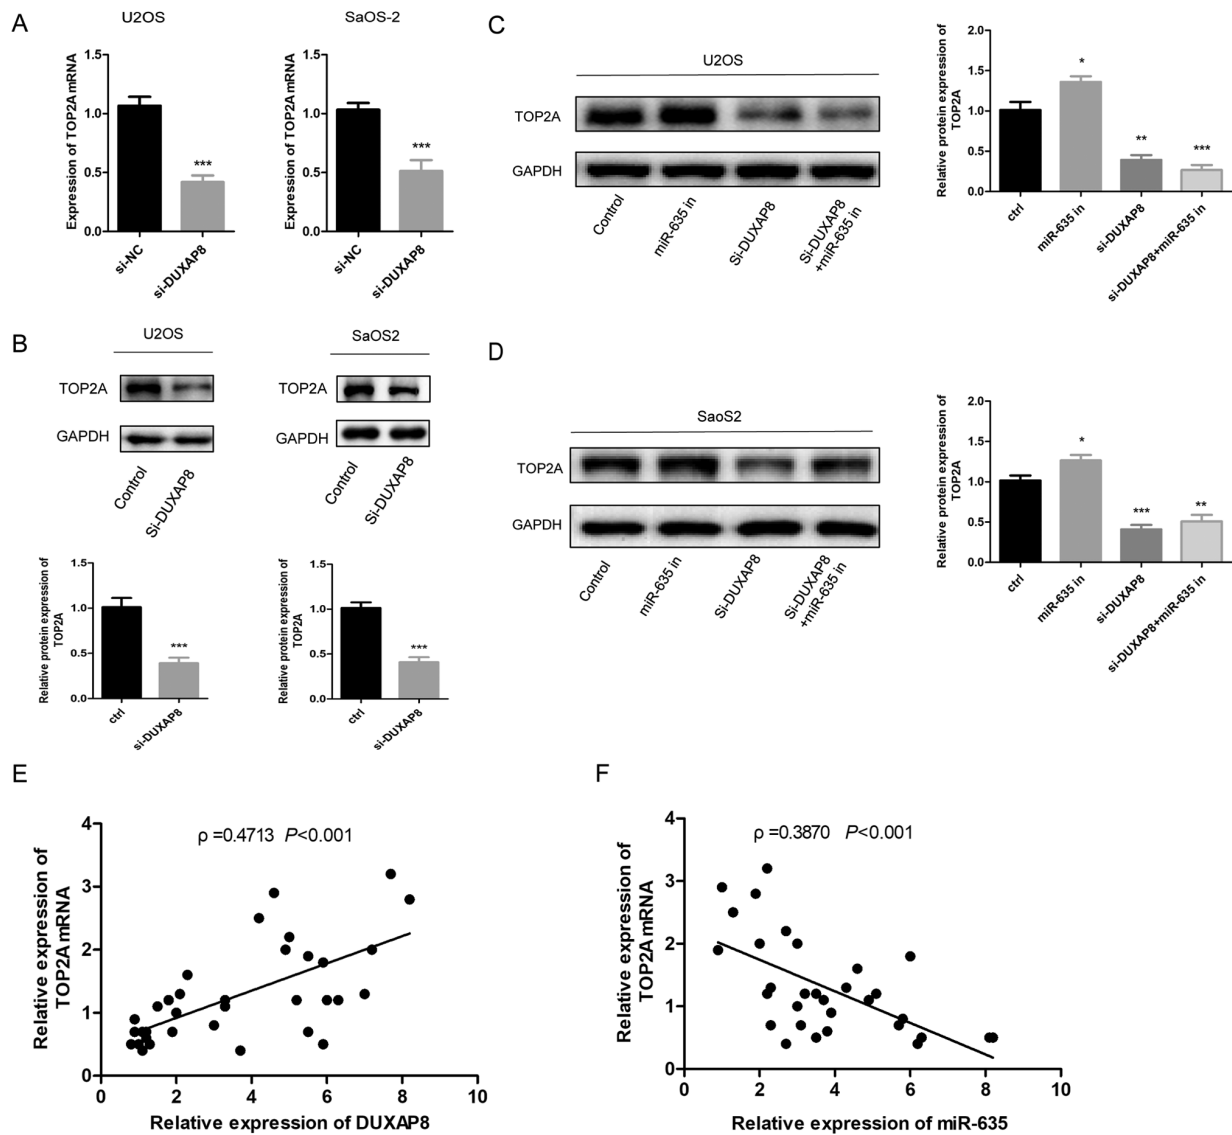 A
U2OS
Expression of TOP2A mRNA
1.5
1.0
0.5
0.0
***
si-NC
si-DUXAP8
SaOS-2
Expression of TOP2A mRNA
1.5
1.0
0.5
0.0
***
si-NC
si-DUXAP8
B
U2OS
TOP2A
GAPDH
Control
Si-DUXAP8
SaOS2
TOP2A
GAPDH
Control
Si-DUXAP8
Relative protein expression of
TOP2A
1.5
1.0
0.5
0.0
***
ctrl
si-DUXAP8
Relative protein expression of
TOP2A
1.5
1.0
0.5
0.0
***
ctrl
si-DUXAP8
C
U2OS
TOP2A
GAPDH
Control
miR-635 in
Si-DUXAP8
Si-DUXAP8
+miR-635 in
Relative protein expression of
TOP2A
2.0
1.5
1.0
0.5
0.0
*
**
***
ctrl
miR-635 in
si-DUXAP8
si-DUXAP8+miR-635 in
D
SaoS2
TOP2A
GAPDH
Control
miR-635 in
Si-DUXAP8
Si-DUXAP8
+miR-635 in
Relative protein expression of
TOP2A
2.0
1.5
1.0
0.5
0.0
*
***
**
ctrl
miR-635 in
si-DUXAP8
si-DUXAP8+miR-635 in
E
ρ =0.4713 P<0.001
Relative expression of
TOP2A mRNA
4
3
2
1
0
0 2 4 6 8 10
Relative expression of DUXAP8
F
ρ =0.3870 P<0.001
Relative expression of
TOP2A mRNA
4
3
2
1
0
0 2 4 6 8 10
Relative expression of miR-635